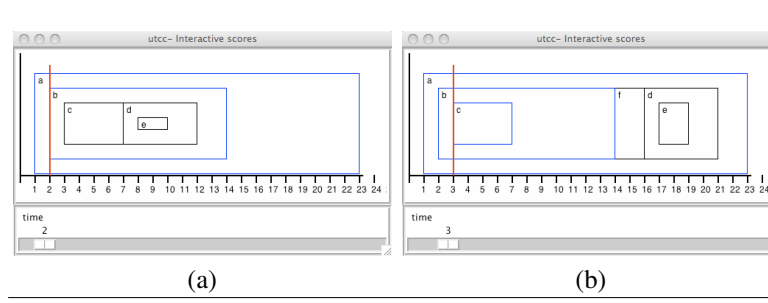 utcc- Interactive scores
a
b
c d
e
1 2 3 4 5 6 7 8 9 10 11 12 13 14 15 16 17 18 19 20 21 22 23 24
time
2
(a)
utcc- Interactive scores
a
b f d
c e
1 2 3 4 5 6 7 8 9 10 11 12 13 14 15 16 17 18 19 20 21 22 23 24
time
3
(b)